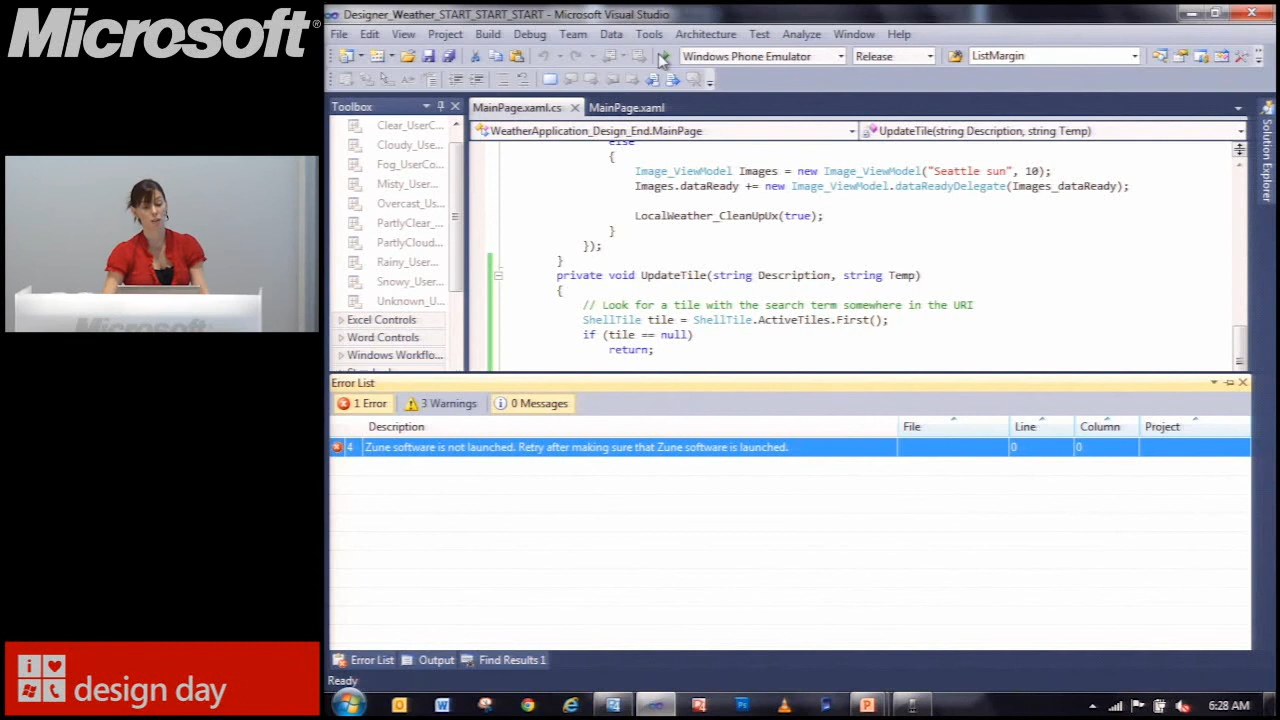 Microsoft®
Designer_Weather_START_START_START - Microsoft Visual Studio
File Edit View Project Build Debug Team Data Tools Architecture Test Analyze Window Help
Windows Phone Emulator Release ListMargin
Toolbox
MainPage.xaml.cs MainPage.xaml
WeatherApplication_Design_End.MainPage UpdateTile(string Description, string Temp)
Clear_UserC...
Cloudy_Use...
Fog_UserCo...
Misty_User...
Overcast_Us...
PartlyClear_...
PartlyCloud...
Rainy_User...
Snowy_User...
Unknown_U...
Excel Controls
Word Controls
Windows Workflo...
else
{
Image_ViewModel Images = new Image_ViewModel("Seattle sun", 10);
Images.dataReady += new Image_ViewModel.dataReadyDelegate(Images_dataReady);
LocalWeather_CleanUpUx(true);
}
});
}
private void UpdateTile(string Description, string Temp)
{
// Look for a tile with the search term somewhere in the URI
ShellTile tile = ShellTile.ActiveTiles.First();
if (tile == null)
return;
Solution Explorer
Error List
1 Error 3 Warnings 0 Messages
Description File Line Column Project
4 Zune software is not launched. Retry after making sure that Zune software is launched. 0 0
Error List Output Find Results 1
Ready
6:28 AM
i
design day